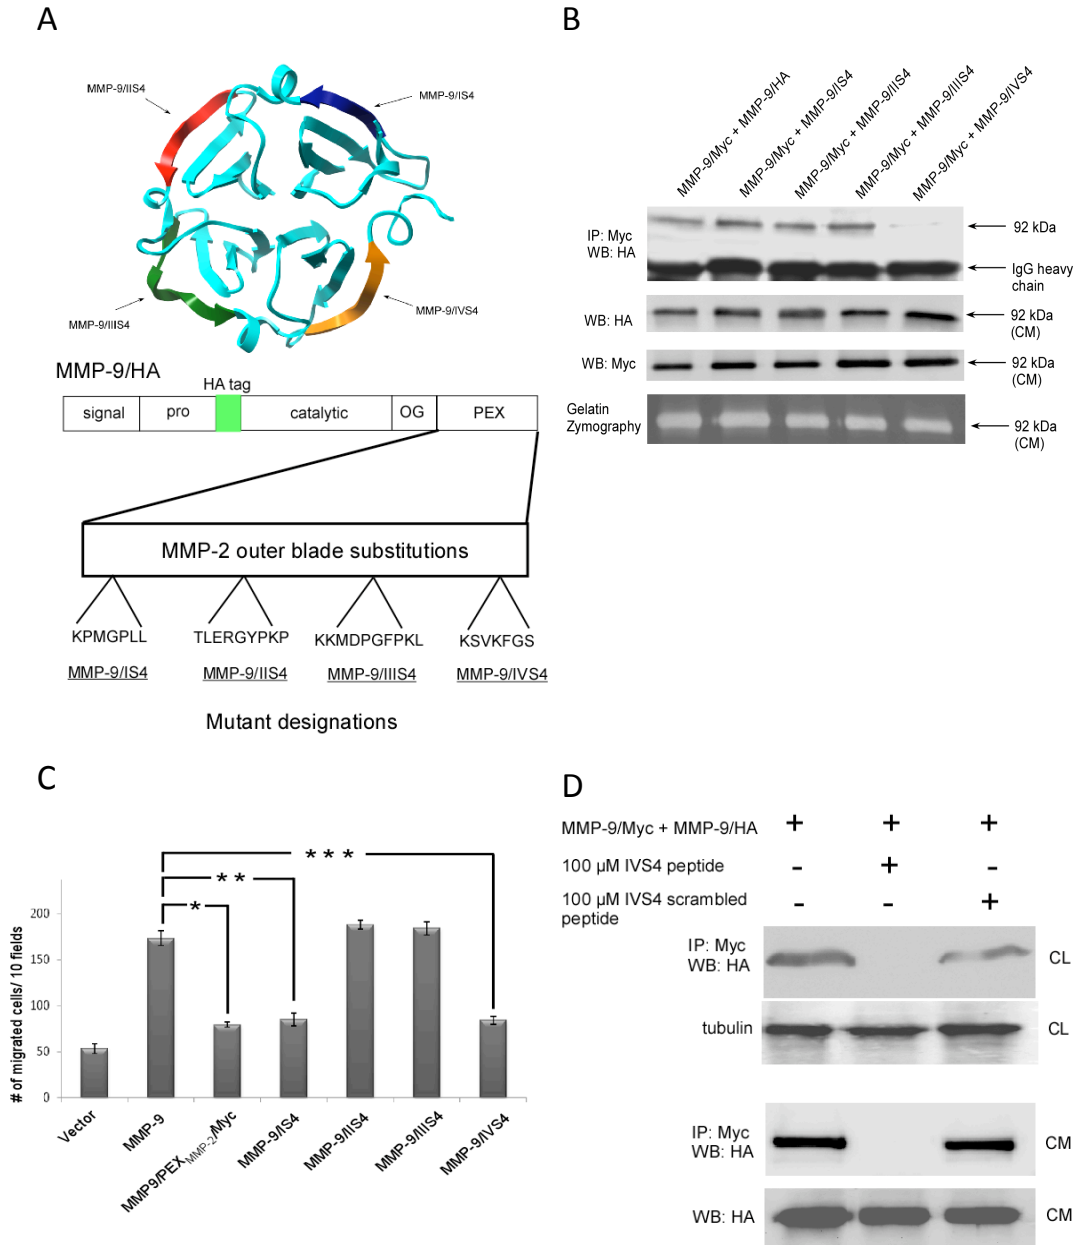 A
MMP-9/IIS4
MMP-9/IS4
MMP-9/IIIS4
MMP-9/IVS4
MMP-9/HA
HA tag
signal
pro
catalytic
OG
PEX
MMP-2 outer blade substitutions
KPMGPLL
TLERGYPKP
KKMDPGFPKL
KSVKFGS
MMP-9/IS4
MMP-9/IIS4
MMP-9/IIIS4
MMP-9/IVS4
Mutant designations
B
MMP-9/Myc + MMP-9/HA
MMP-9/Myc + MMP-9/IS4
MMP-9/Myc + MMP-9/IIS4
MMP-9/Myc + MMP-9/IIIS4
MMP-9/Myc + MMP-9/IVS4
IP: Myc
WB: HA
92 kDa
IgG heavy
chain
WB: HA
92 kDa
(CM)
WB: Myc
92 kDa
(CM)
Gelatin
Zymography
92 kDa
(CM)
C
# of migrated cells/ 10 fields
200
150
100
50
0
*
* *
* * *
Vector
MMP-9
MMP9/PEXMMP-2/Myc
MMP-9/IS4
MMP-9/IIS4
MMP-9/IIIS4
MMP-9/IVS4
D
MMP-9/Myc + MMP-9/HA
+ + +
100 µM IVS4 peptide
- + -
100 µM IVS4 scrambled
peptide
- - +
IP: Myc
WB: HA
CL
tubulin
CL
IP: Myc
WB: HA
CM
WB: HA
CM